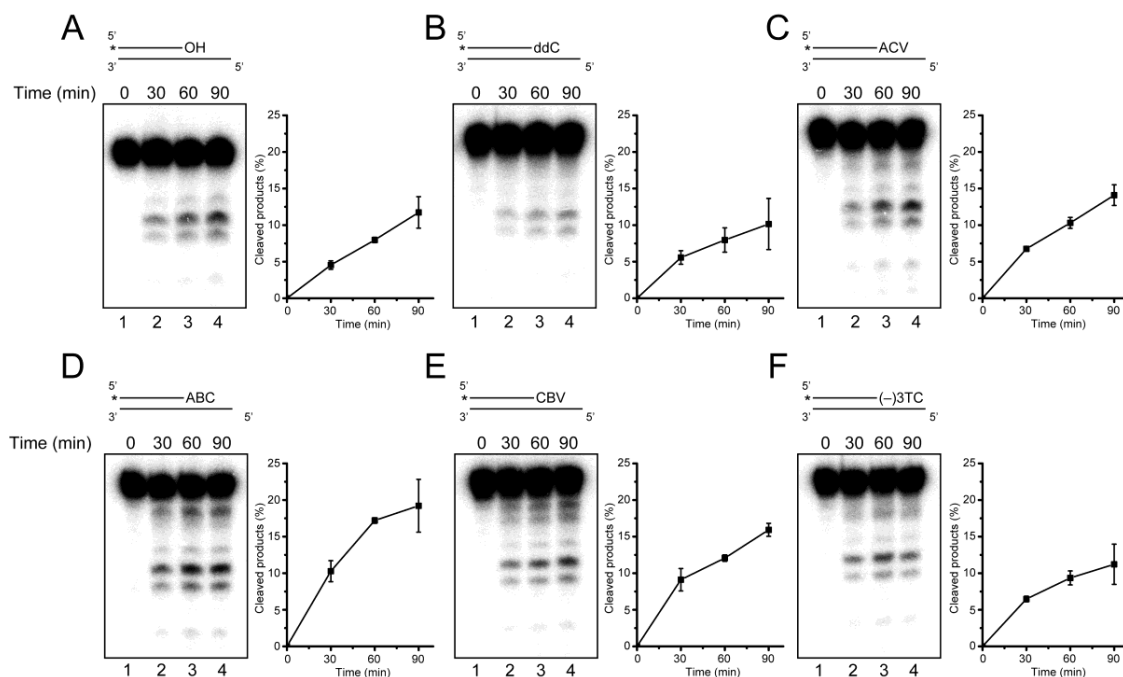 A
5'
* OH
3' 5'
Time (min) 0 30 60 90
1 2 3 4
Cleaved products (%)
25
20
15
10
5
0
0 30 60 90
Time (min)
B
5'
* ddC
3' 5'
0 30 60 90
1 2 3 4
Cleaved products (%)
25
20
15
10
5
0
0 30 60 90
Time (min)
C
5'
* ACV
3' 5'
0 30 60 90
1 2 3 4
Cleaved products (%)
25
20
15
10
5
0
0 30 60 90
Time (min)
D
5'
* ABC
3' 5'
Time (min) 0 30 60 90
1 2 3 4
Cleaved products (%)
25
20
15
10
5
0
0 30 60 90
Time (min)
E
5'
* CBV
3' 5'
0 30 60 90
1 2 3 4
Cleaved products (%)
25
20
15
10
5
0
0 30 60 90
Time (min)
F
5'
* (−)3TC
3' 5'
0 30 60 90
1 2 3 4
Cleaved products (%)
25
20
15
10
5
0
0 30 60 90
Time (min)